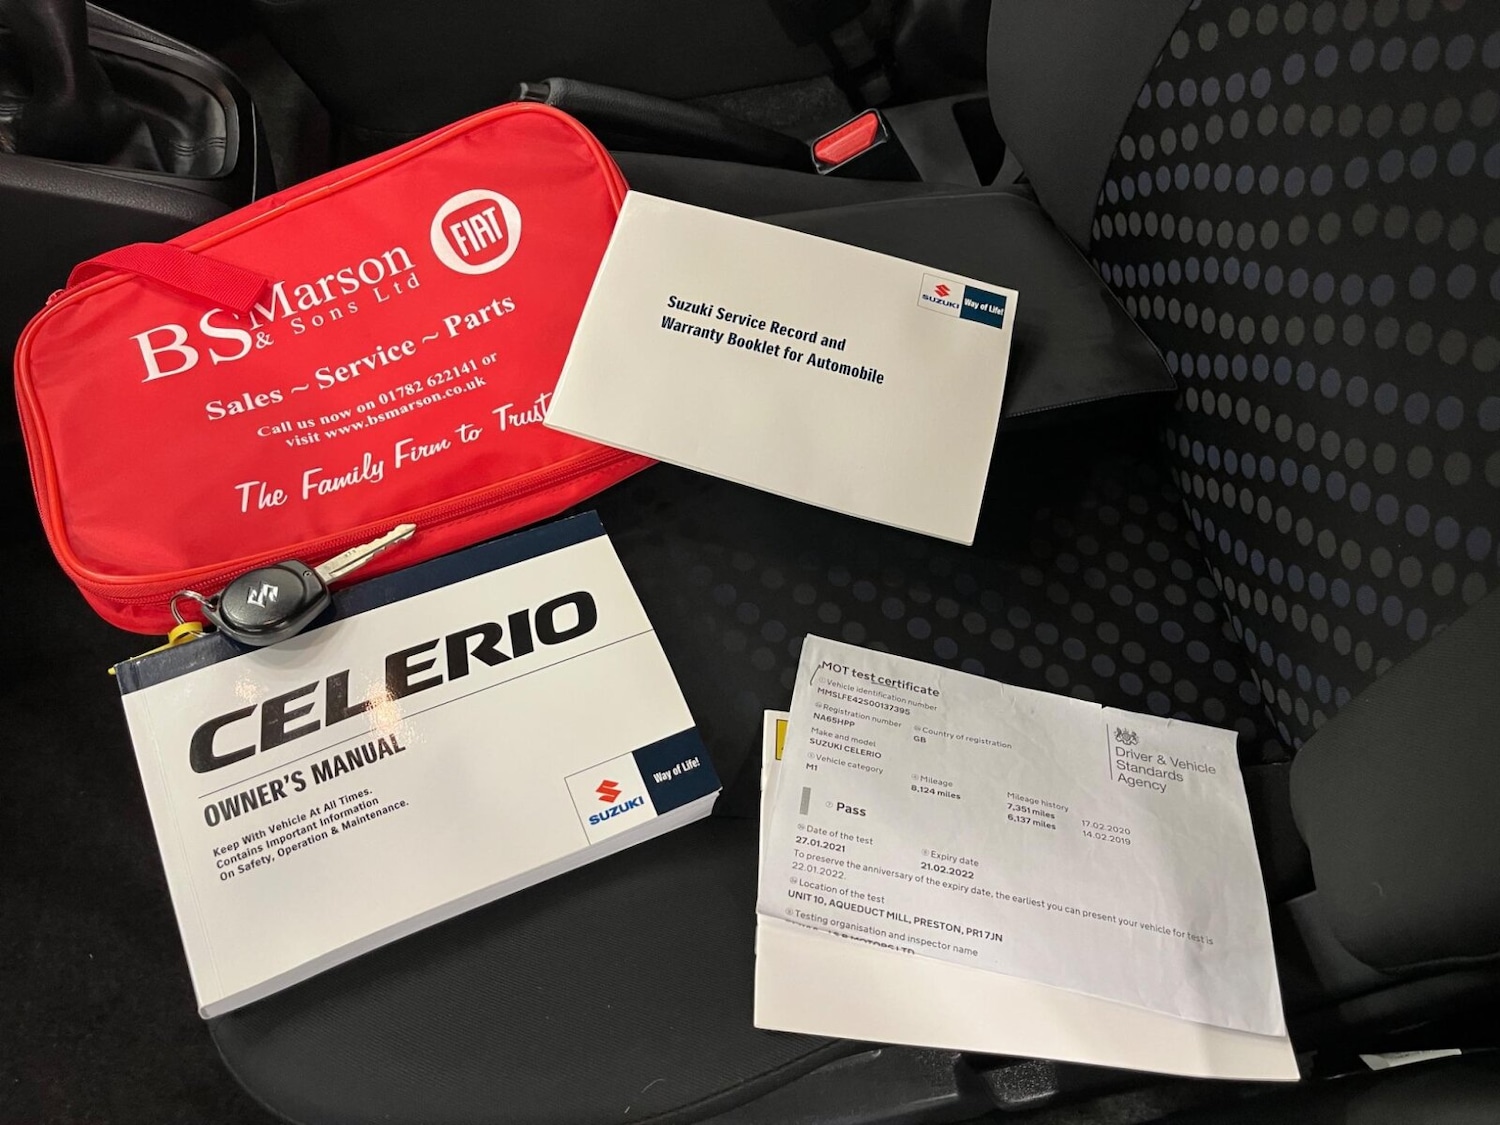 BS Marson
& Sons Ltd
FIAT
Sales ~ Service ~ Parts
Call us now on 01782 622141 or
visit www.bsmarson.co.uk
The Family Firm to Trust
Suzuki Service Record and
Warranty Booklet for Automobile
SUZUKI
Way of Life!
CELERIO
OWNER'S MANUAL
Keep With Vehicle At All Times.
Contains Important Information
On Safety, Operation & Maintenance.
SUZUKI
Way of Life!
MOT test certificate
Vehicle identification number
MMSLFE42S00137395
Registration number
NA65HPP
Country of registration
GB
Make and model
SUZUKI CELERIO
Vehicle category
M1
Mileage
8,124 miles
Mileage history
7,351 miles 17.02.2020
6,137 miles 14.02.2019
Driver & Vehicle
Standards
Agency
Pass
Date of the test
27.01.2021
Expiry date
21.02.2022
To preserve the anniversary of the expiry date, the earliest you can present your vehicle for test is
22.01.2022.
Location of the test
UNIT 10, AQUEDUCT MILL, PRESTON, PR1 7JN
Testing organisation and inspector name
MOTORS LTD